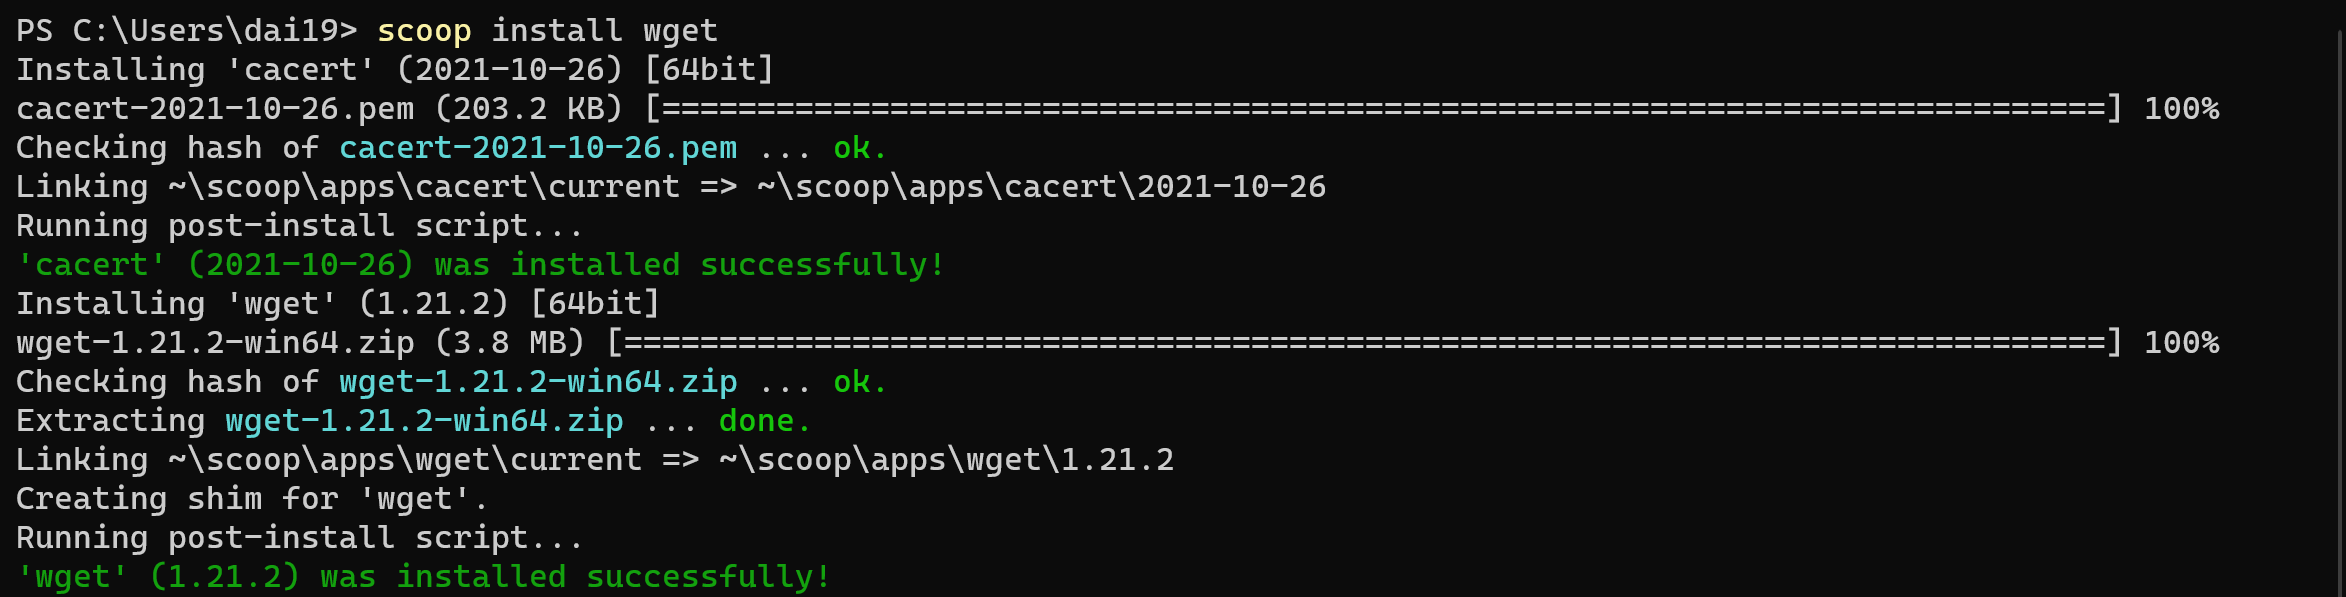 PS C:\Users\dai19> scoop install wget
Installing 'cacert' (2021-10-26) [64bit]
cacert-2021-10-26.pem (203.2 KB) [============================================================================] 100%
Checking hash of cacert-2021-10-26.pem ... ok.
Linking ~\scoop\apps\cacert\current => ~\scoop\apps\cacert\2021-10-26
Running post-install script...
'cacert' (2021-10-26) was installed successfully!
Installing 'wget' (1.21.2) [64bit]
wget-1.21.2-win64.zip (3.8 MB) [==============================================================================] 100%
Checking hash of wget-1.21.2-win64.zip ... ok.
Extracting wget-1.21.2-win64.zip ... done.
Linking ~\scoop\apps\wget\current => ~\scoop\apps\wget\1.21.2
Creating shim for 'wget'.
Running post-install script...
'wget' (1.21.2) was installed successfully!